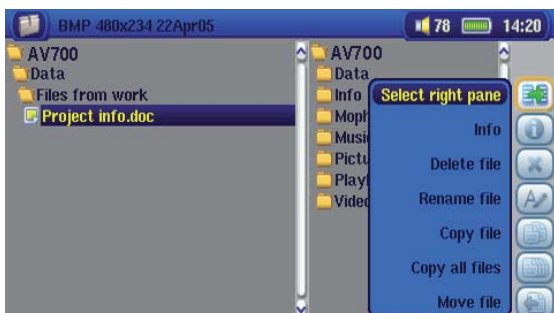 BMP 480x234 22Apr05
78
14:20
AV700
Data
Files from work
Project info.doc
AV700
Data
Info
Select right pane
Info
Delete file
Rename file
Copy file
Copy all files
Move file